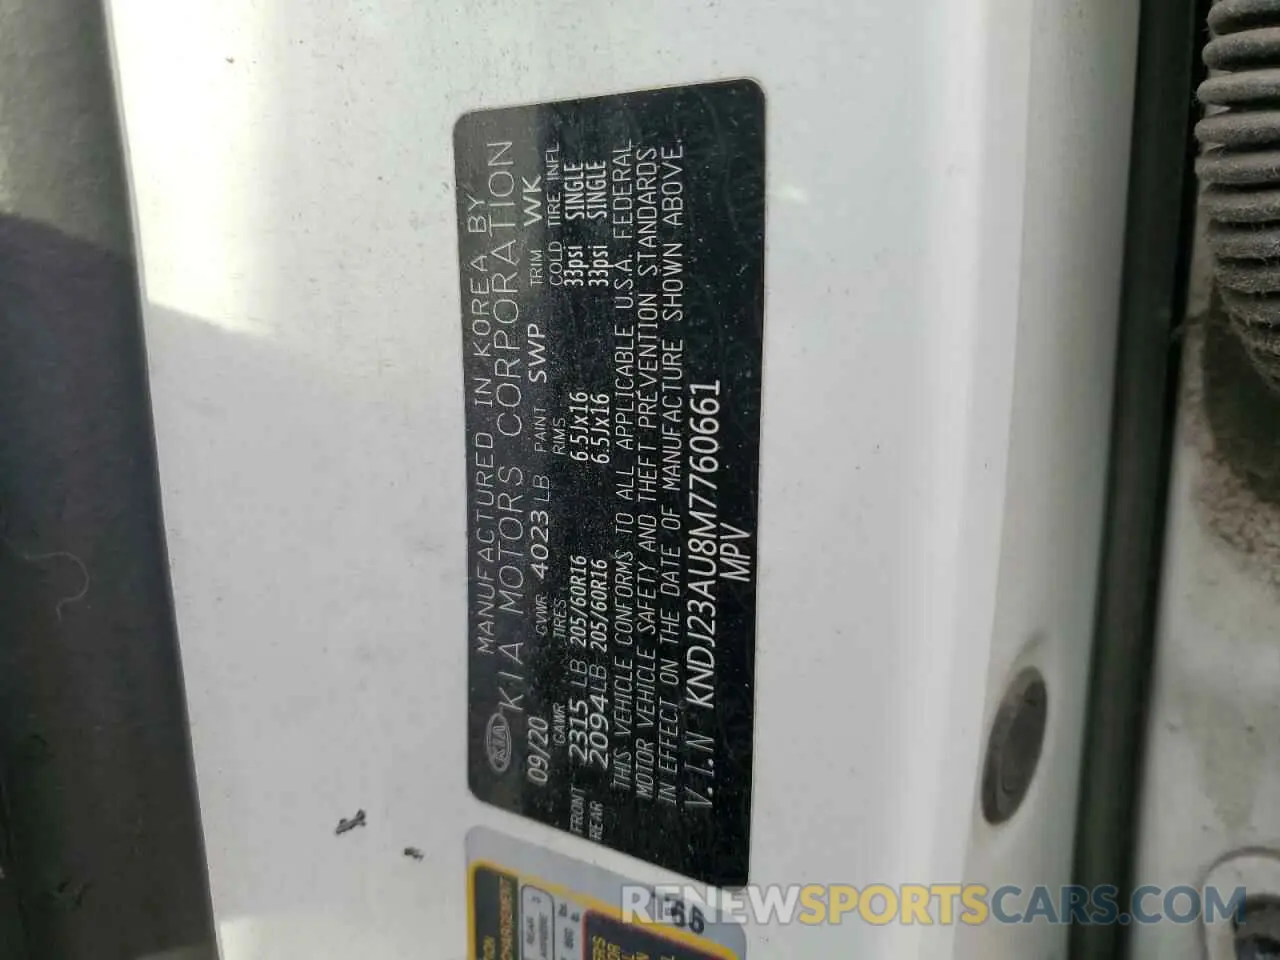 KIA
MANUFACTURED IN KOREA BY
KIA MOTORS CORPORATION
09/20 GVWR 4023 LB PAINT SWP TRIM WK
GAWR TIRES RIMS COLD TIRE INFL
FRONT 2315 LB 205/60R16 6.5Jx16 33psi SINGLE
REAR 2094 LB 205/60R16 6.5Jx16 33psi SINGLE
THIS VEHICLE CONFORMS TO ALL APPLICABLE U.S.A. FEDERAL
MOTOR VEHICLE SAFETY AND THEFT PREVENTION STANDARDS
IN EFFECT ON THE DATE OF MANUFACTURE SHOWN ABOVE.
V.I.N KNDJ23AU8M7760661
MPV
RENEWSPORTSCARS.COM